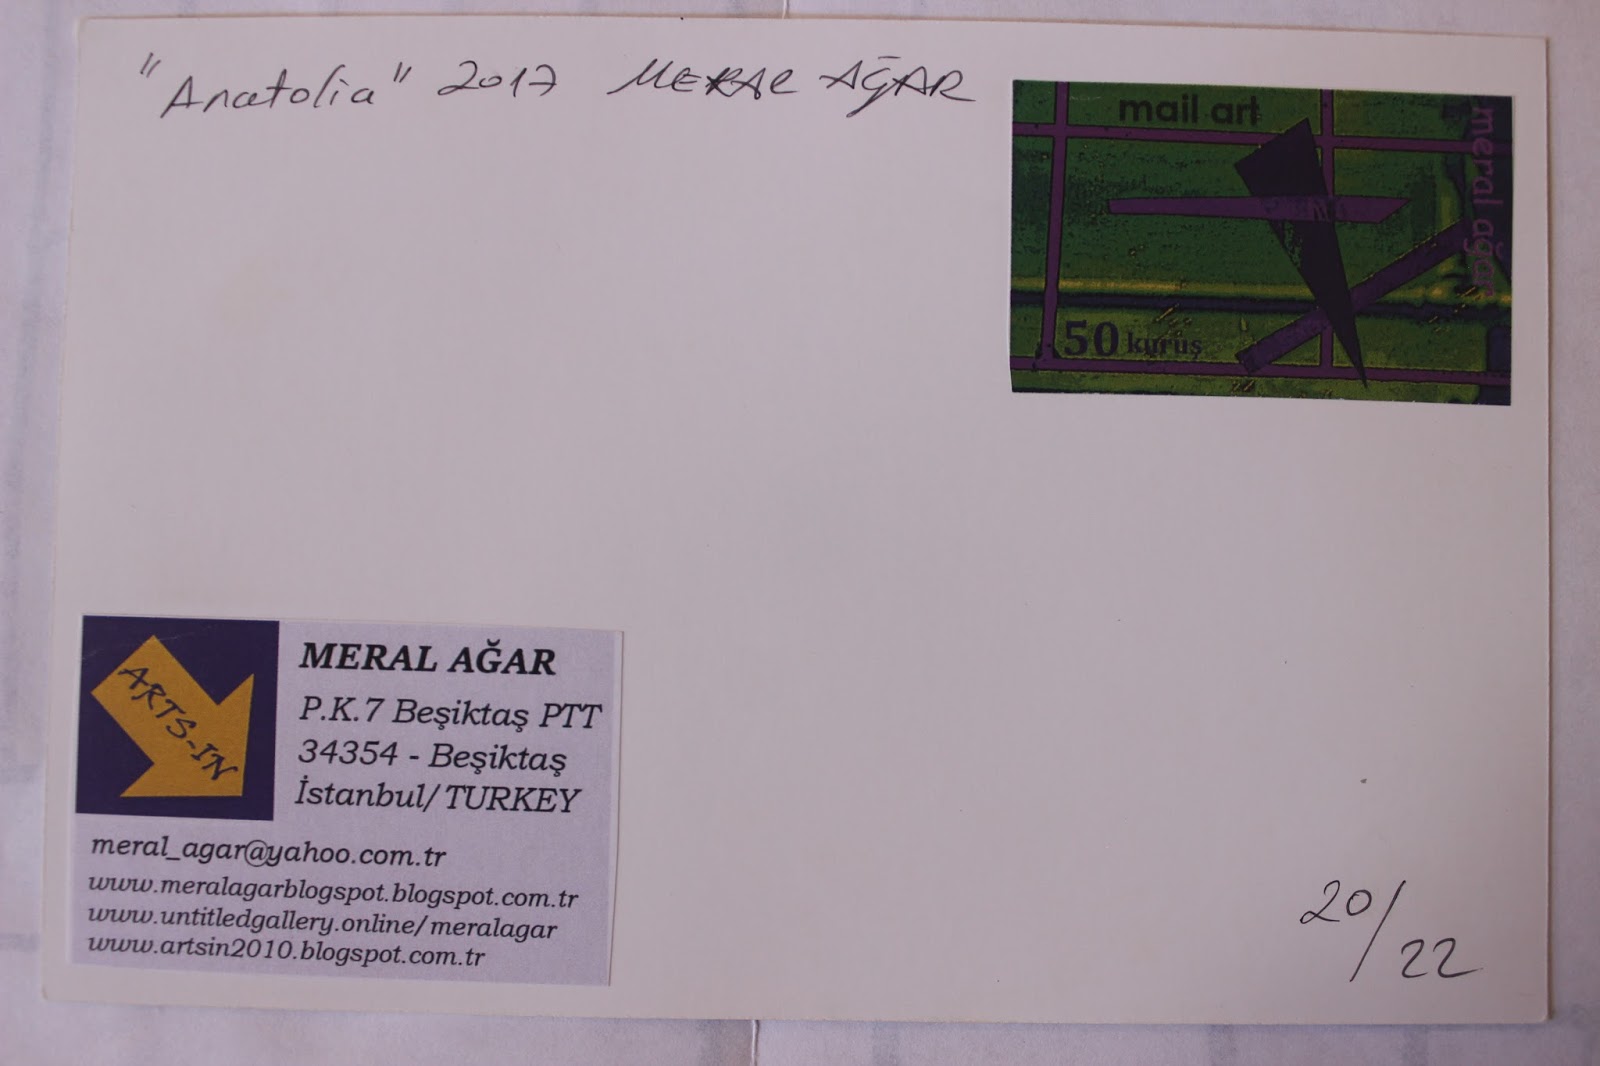 "Anatolia" 2017 MERAL AĞAR
mail art
meral ağar
50 kuruş
ARTS-IN
MERAL AĞAR
P.K.7 Beşiktaş PTT
34354 - Beşiktaş
İstanbul/TURKEY
meral_agar@yahoo.com.tr
www.meralagarblogspot.blogspot.com.tr
www.untitledgallery.online/meralagar
www.artsin2010.blogspot.com.tr
20/22